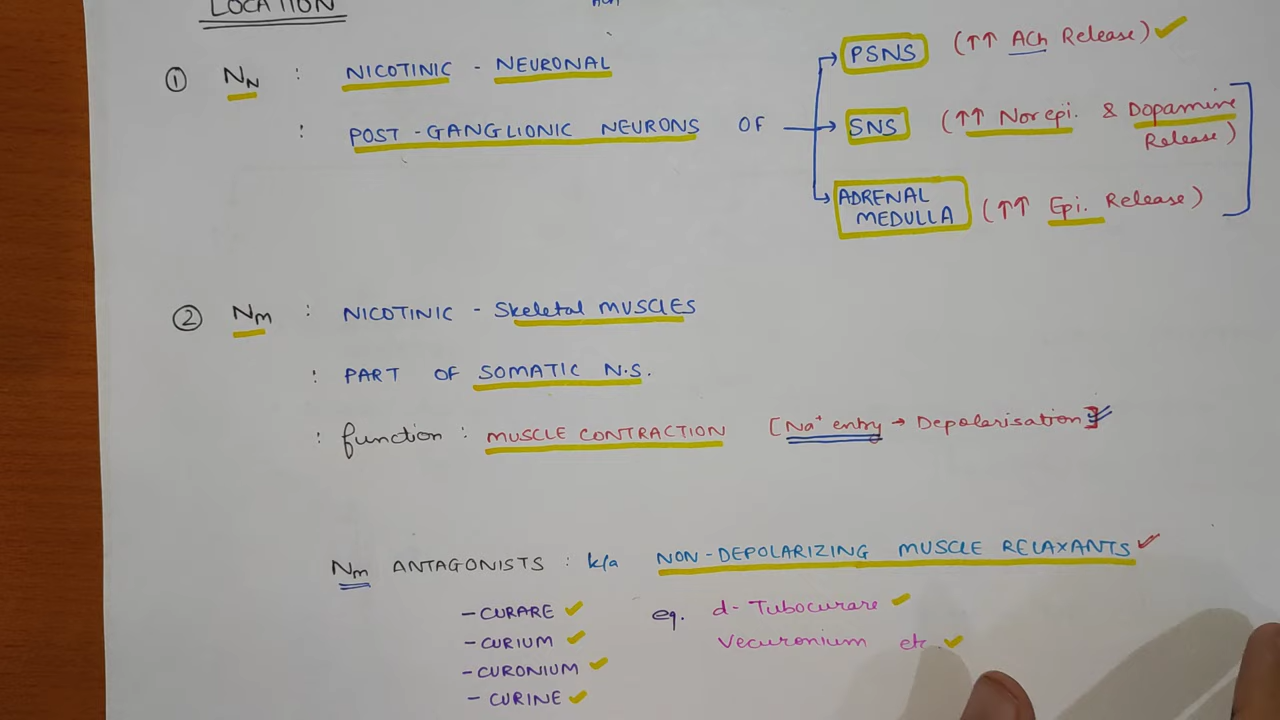 LOCATION
① NN : NICOTINIC - NEURONAL
: POST - GANGLIONIC NEURONS OF
PSNS (↑↑ ACh Release) ✓
SNS (↑↑ Norepi. & Dopamine Release)
ADRENAL MEDULLA (↑↑ Epi. Release)
② Nm : NICOTINIC - Skeletal MUSCLES
: PART OF SOMATIC N.S.
: function : MUSCLE CONTRACTION [Na+ entry → Depolarisation]
Nm ANTAGONISTS : k/a NON-DEPOLARIZING MUSCLE RELAXANTS ✓
- CURARE ✓ eg. d- Tubocurare ✓
- CURIUM ✓ Vecuronium etc. ✓
- CURONIUM ✓
- CURINE ✓